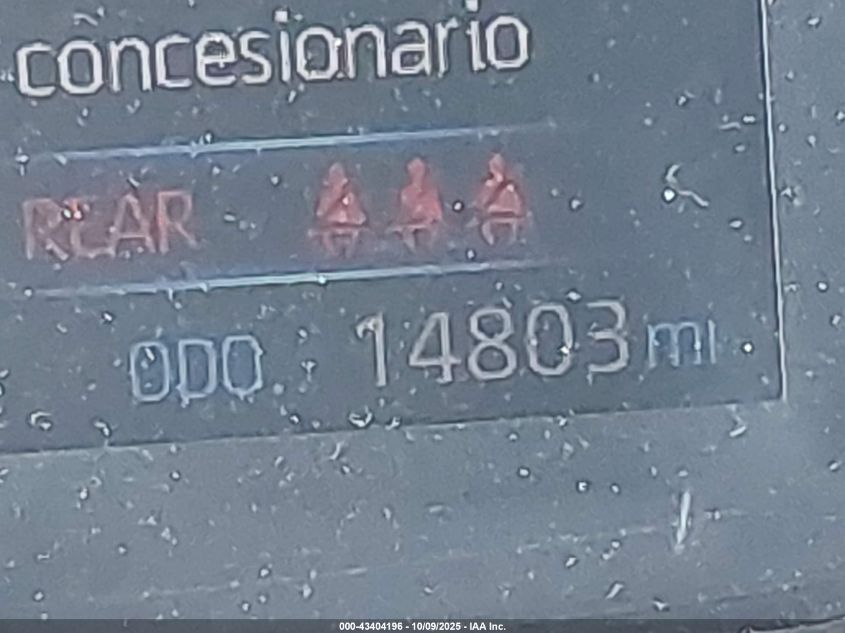 concesionario
REAR
ODO 14803 mi
000-43404196 - 10/09/2025 - IAA Inc.